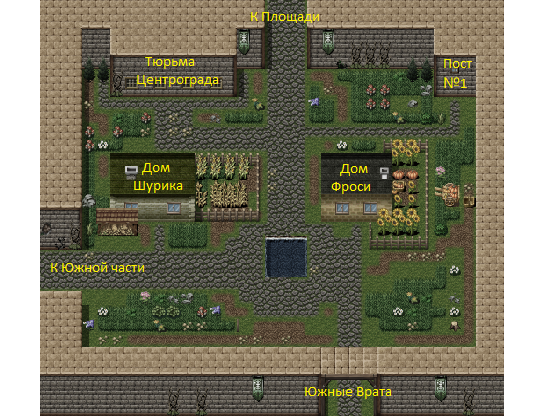 К Площади
Тюрьма
Центрограда
Пост
№1
Дом
Шурика
Дом
Фроси
К Южной части
Южные Врата